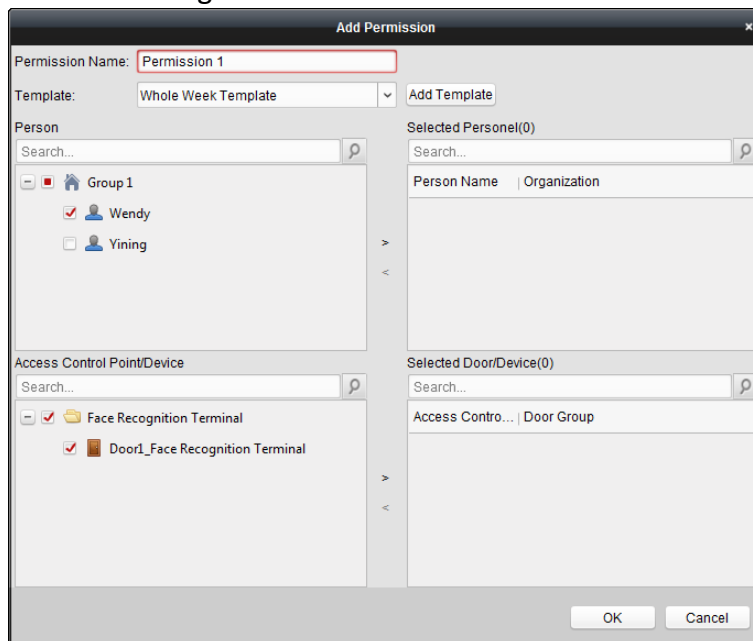 Add Permission ×
Permission Name: Permission 1
Template: Whole Week Template Add Template
Person Selected Personel(0)
Search... Search...
Group 1 Person Name Organization
Wendy
Yining
>
<
Access Control Point/Device Selected Door/Device(0)
Search... Search...
Face Recognition Terminal Access Contro... Door Group
Door1_Face Recognition Terminal
>
<
OK Cancel